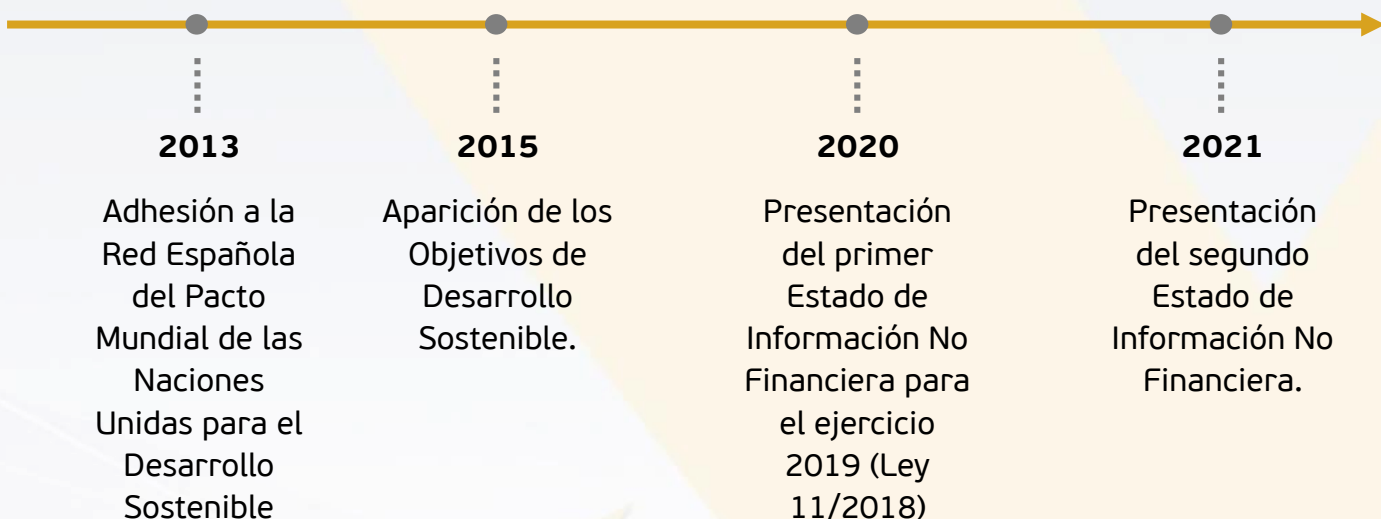 2013
Adhesión a la
Red Española
del Pacto
Mundial de las
Naciones
Unidas para el
Desarrollo
Sostenible
2015
Aparición de los
Objetivos de
Desarrollo
Sostenible.
2020
Presentación
del primer
Estado de
Información No
Financiera para
el ejercicio
2019 (Ley
11/2018)
2021
Presentación
del segundo
Estado de
Información No
Financiera.